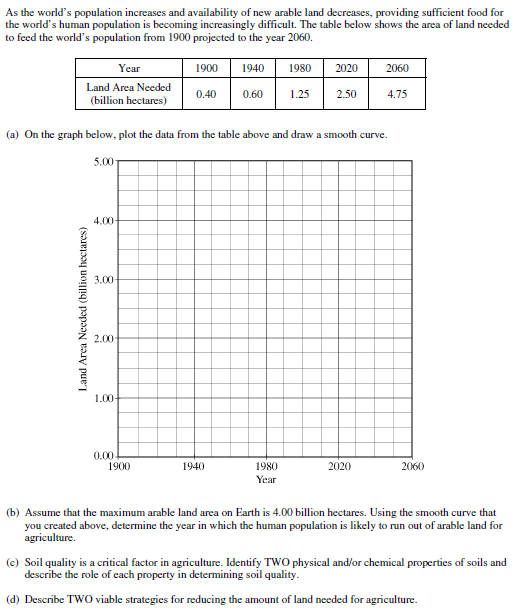 As the world's population increases and availability of new arable land decreases, providing sufficient food for
the world's human population is becoming increasingly difficult. The table below shows the area of land needed
to feed the world's population from 1900 projected to the year 2060.
Year 1900 1940 1980 2020 2060
Land Area Needed
(billion hectares) 0.40 0.60 1.25 2.50 4.75
(a) On the graph below, plot the data from the table above and draw a smooth curve.
Land Area Needed (billion hectares)
5.00
4.00
3.00
2.00
1.00
0.00
1900 1940 1980 2020 2060
Year
(b) Assume that the maximum arable land area on Earth is 4.00 billion hectares. Using the smooth curve that
you created above, determine the year in which the human population is likely to run out of arable land for
agriculture.
(c) Soil quality is a critical factor in agriculture. Identify TWO physical and/or chemical properties of soils and
describe the role of each property in determining soil quality.
(d) Describe TWO viable strategies for reducing the amount of land needed for agriculture.